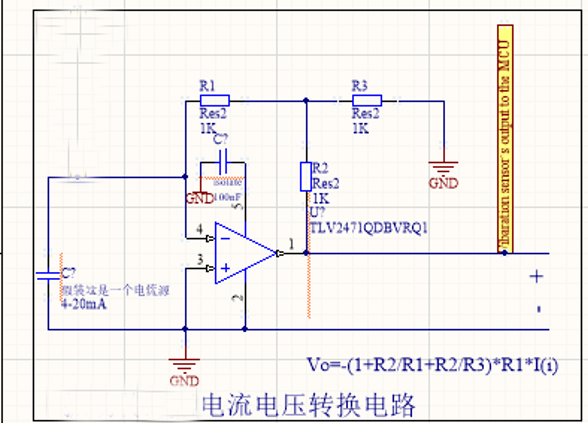 Vibaration sensor's output to the MCU
R1
Res2
1K
R3
Res2
1K
C?
isolate
100nF
GND
GND
5
R2
Res2
1K
U?
TLV2471QDBVRQ1
4
3
1
2
C?
假装这是一个电流源
4-20mA
+
-
GND
Vo=-(1+R2/R1+R2/R3)*R1*I(i)
电流电压转换电路